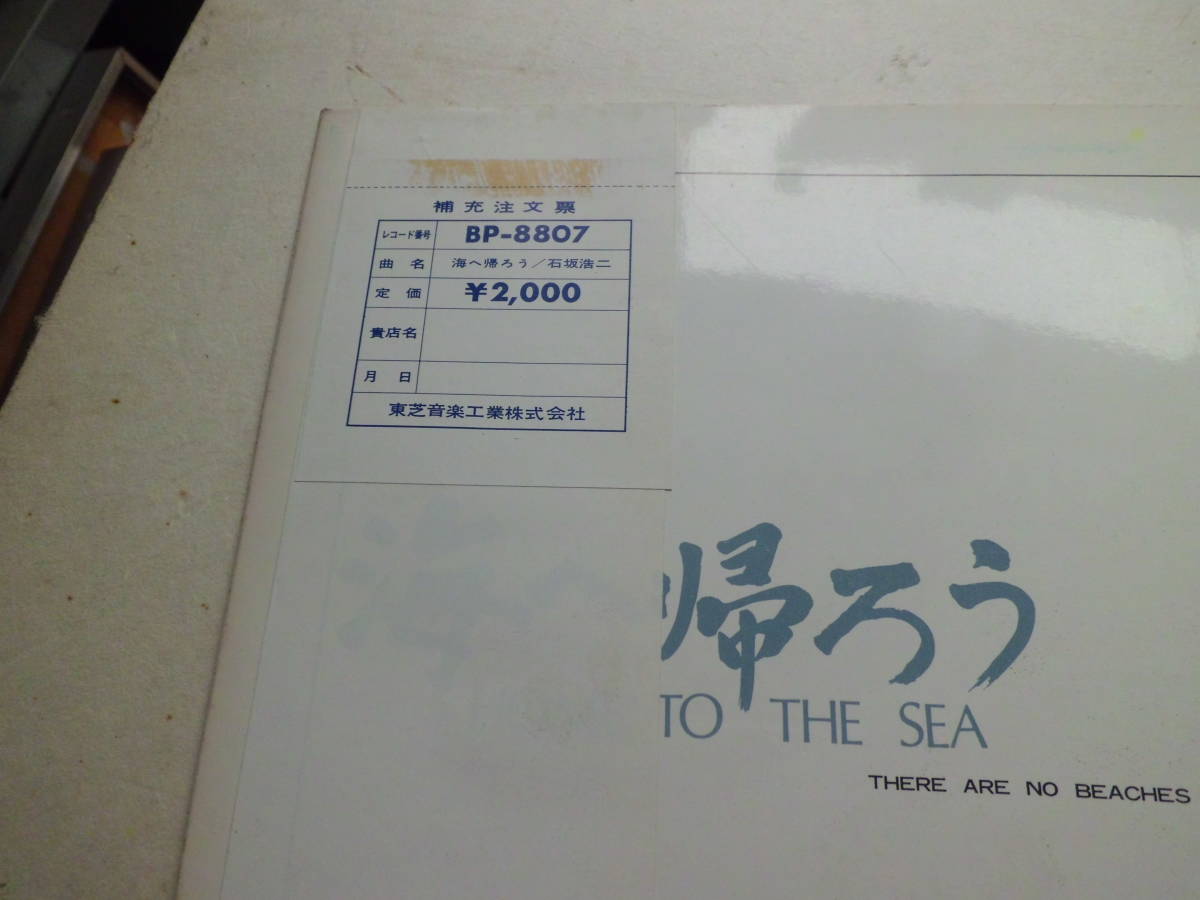 補充注文票
レコード番号 BP-8807
曲名 海へ帰ろう/石坂浩二
定価 ¥2,000
貴店名
月日
東芝音楽工業株式会社
帰ろう
TO THE SEA
THERE ARE NO BEACHES